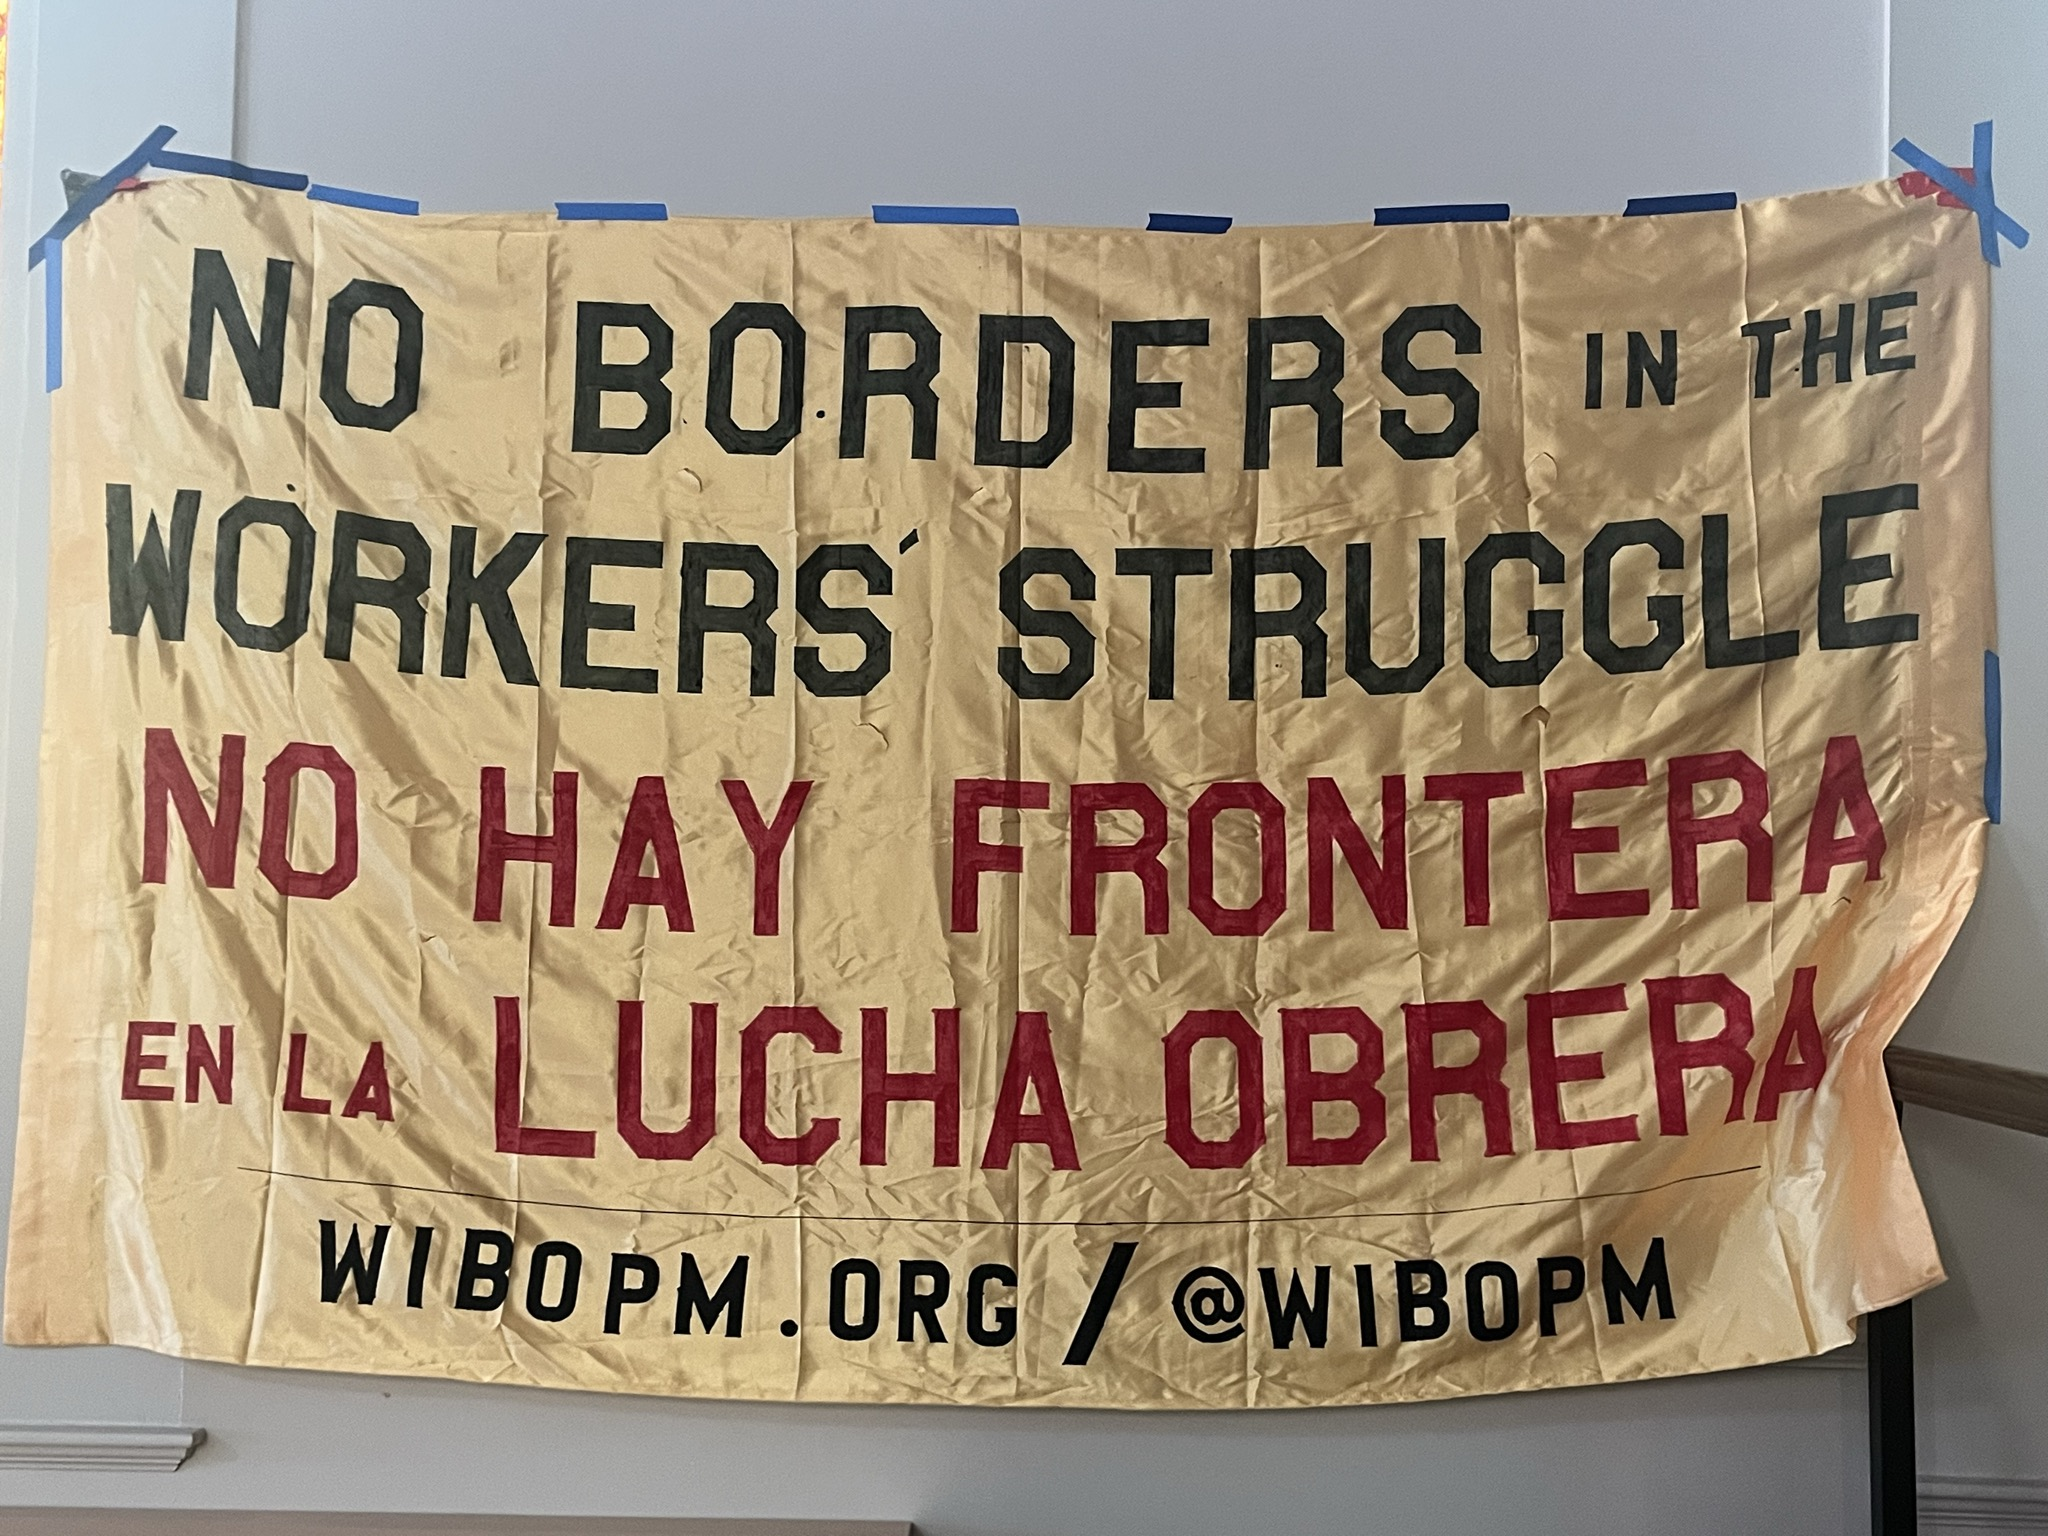 NO BORDERS IN THE
WORKERS' STRUGGLE
NO HAY FRONTERA
EN LA LUCHA OBRERA
WIBOPM.ORG / @WIBOPM